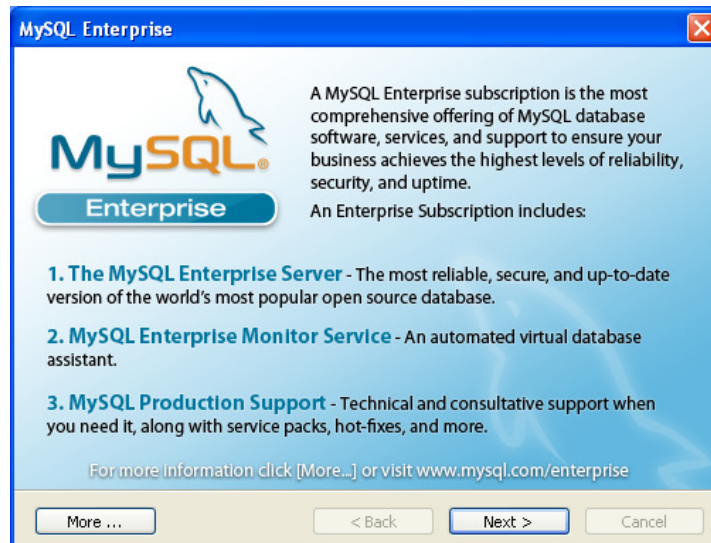 MySQL Enterprise
MySQL®
Enterprise
A MySQL Enterprise subscription is the most
comprehensive offering of MySQL database
software, services, and support to ensure your
business achieves the highest levels of reliability,
security, and uptime.
An Enterprise Subscription includes:
1. The MySQL Enterprise Server - The most reliable, secure, and up-to-date
version of the world's most popular open source database.
2. MySQL Enterprise Monitor Service - An automated virtual database
assistant.
3. MySQL Production Support - Technical and consultative support when
you need it, along with service packs, hot-fixes, and more.
For more information click [More...] or visit www.mysql.com/enterprise
More ...
< Back
Next >
Cancel